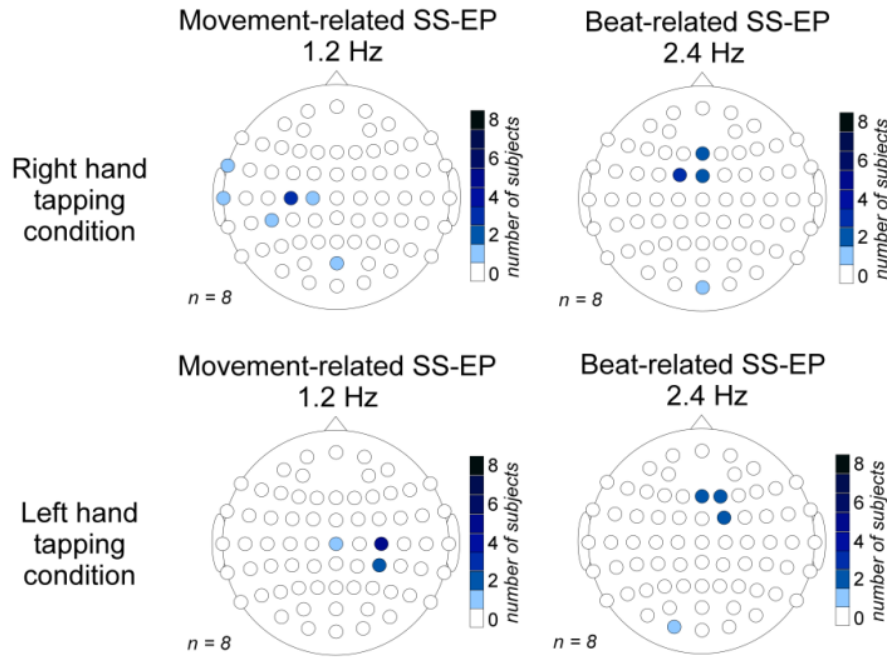 Movement-related SS-EP
1.2 Hz
Beat-related SS-EP
2.4 Hz
Right hand
tapping
condition
8
6
4
2
0
number of subjects
n = 8
8
6
4
2
0
number of subjects
n = 8
Movement-related SS-EP
1.2 Hz
Beat-related SS-EP
2.4 Hz
Left hand
tapping
condition
8
6
4
2
0
number of subjects
n = 8
8
6
4
2
0
number of subjects
n = 8